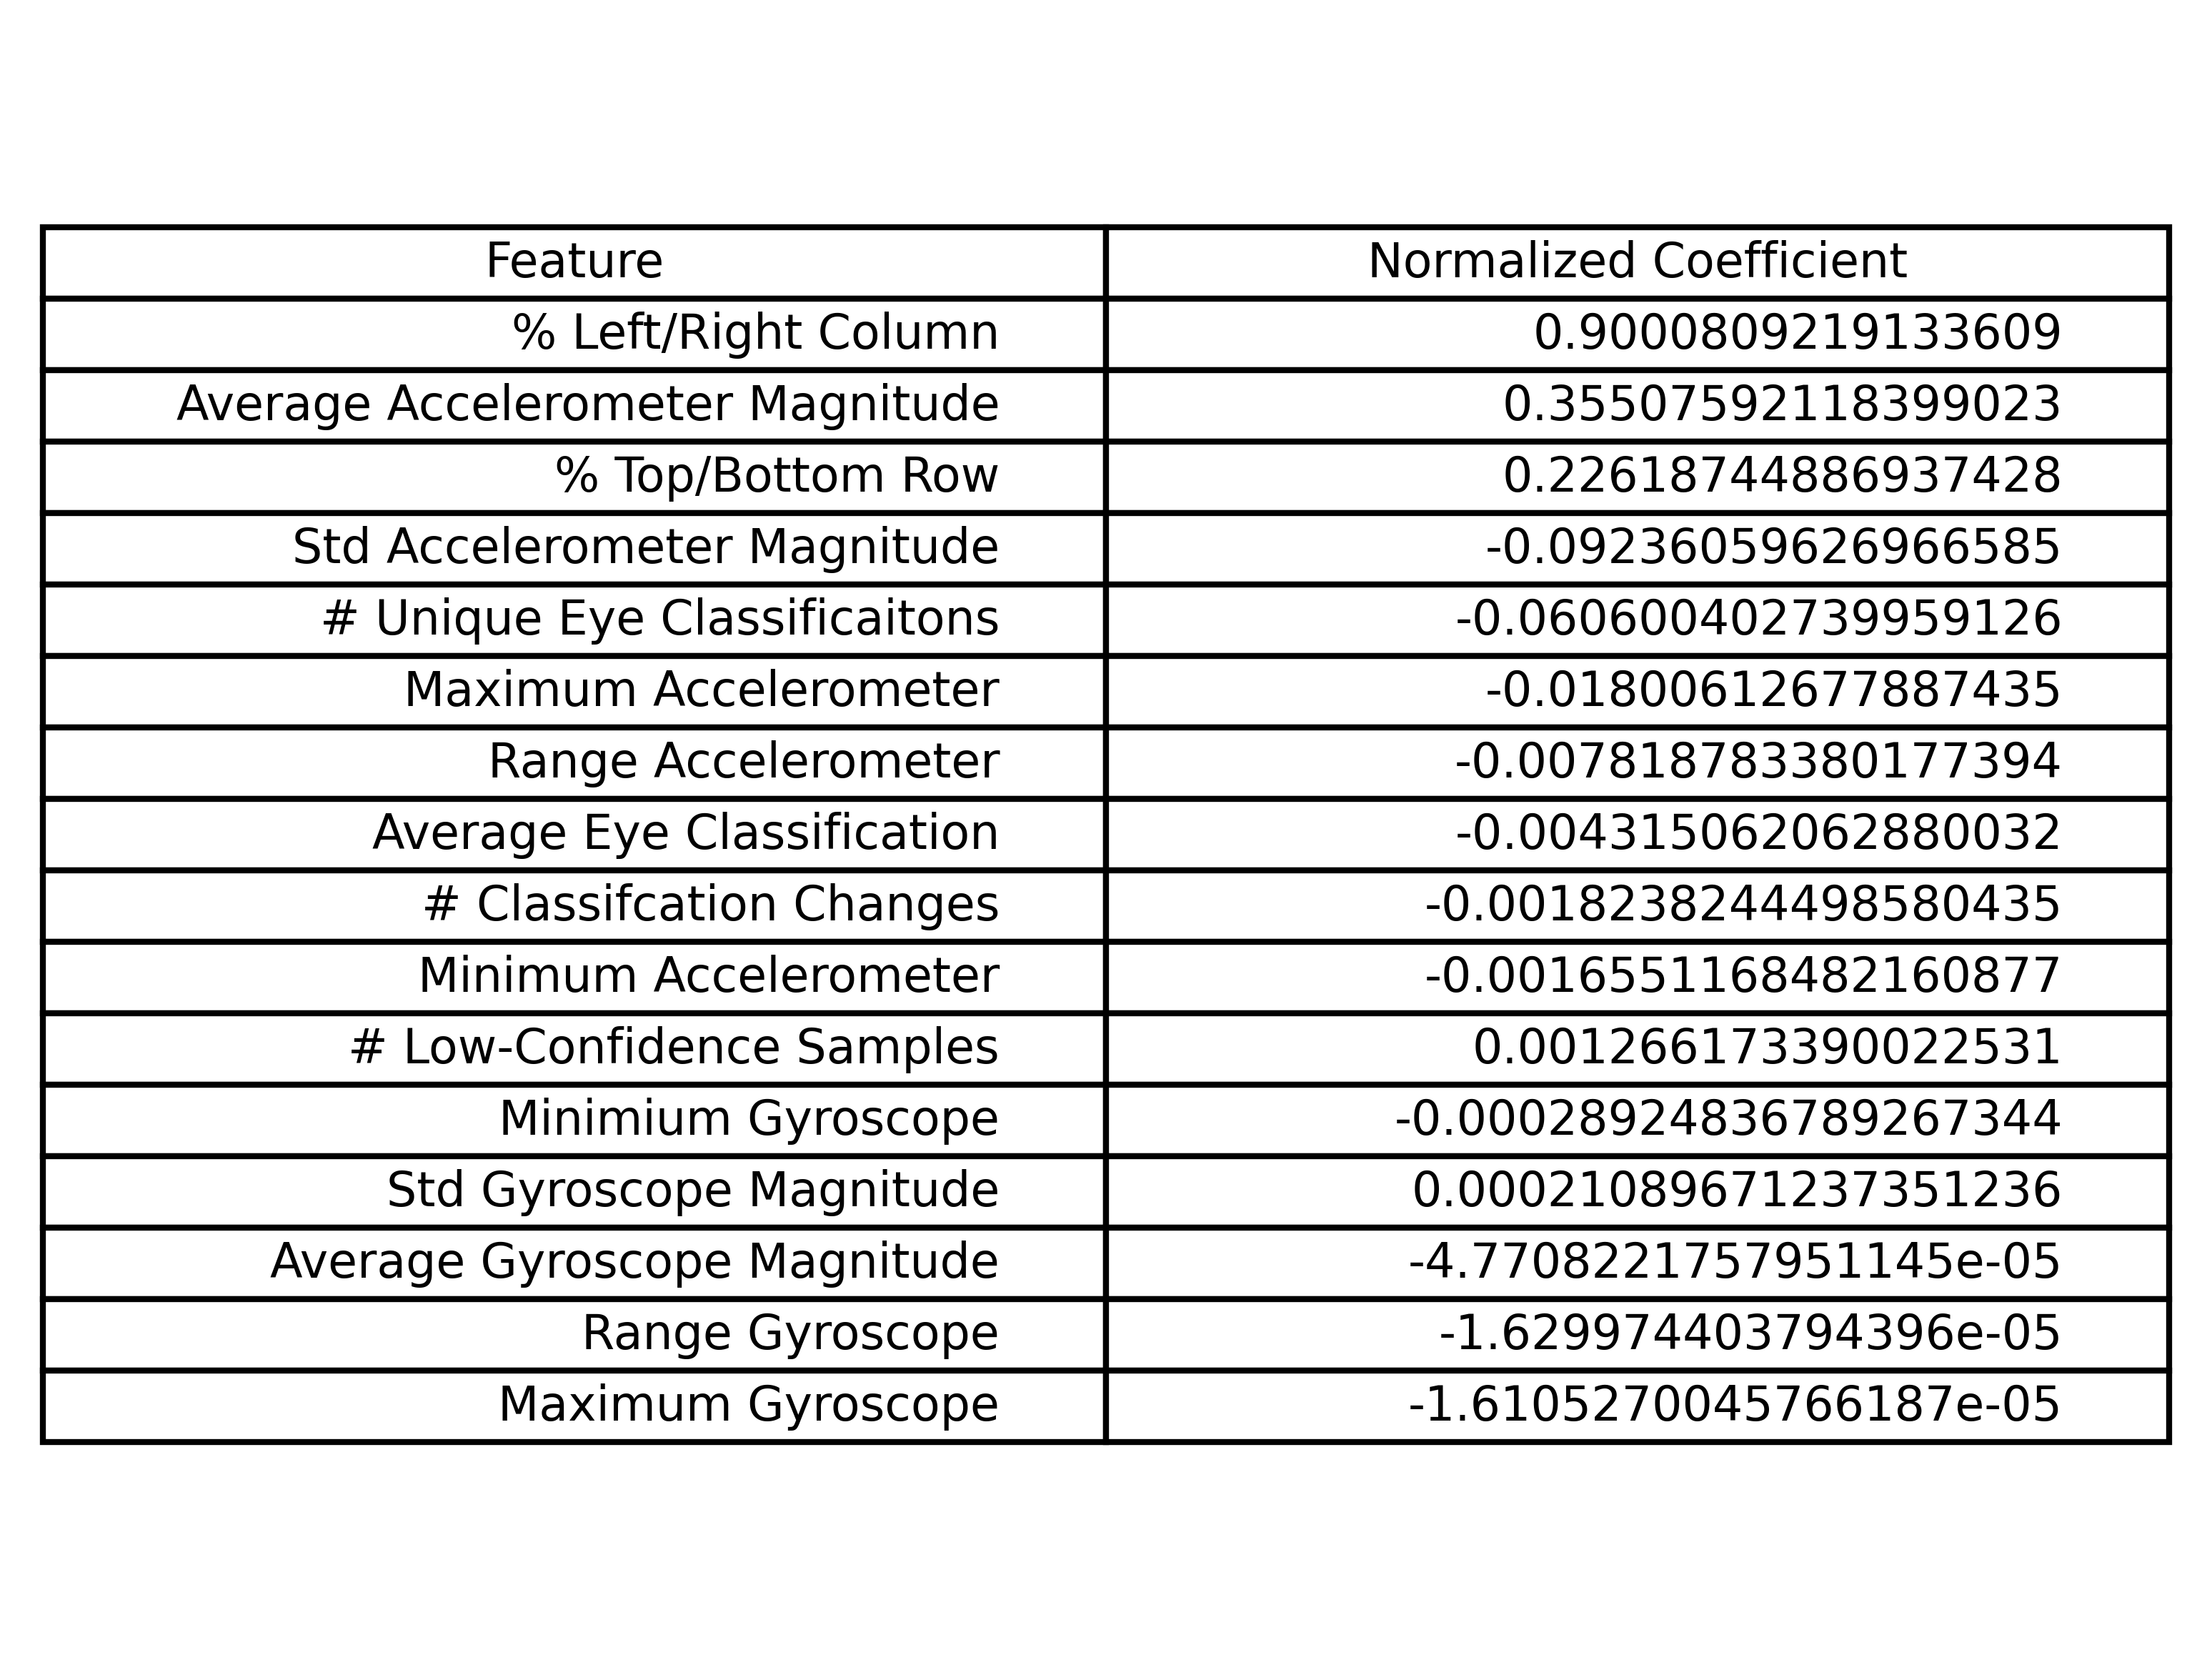 Feature Normalized Coefficient
% Left/Right Column 0.9000809219133609
Average Accelerometer Magnitude 0.35507592118399023
% Top/Bottom Row 0.22618744886937428
Std Accelerometer Magnitude -0.09236059626966585
# Unique Eye Classificaitons -0.060600402739959126
Maximum Accelerometer -0.01800612677887435
Range Accelerometer -0.007818783380177394
Average Eye Classification -0.004315062062880032
# Classifcation Changes -0.0018238244498580435
Minimum Accelerometer -0.0016551168482160877
# Low-Confidence Samples 0.001266173390022531
Minimium Gyroscope -0.00028924836789267344
Std Gyroscope Magnitude 0.00021089671237351236
Average Gyroscope Magnitude -4.7708221757951145e-05
Range Gyroscope -1.629974403794396e-05
Maximum Gyroscope -1.6105270045766187e-05